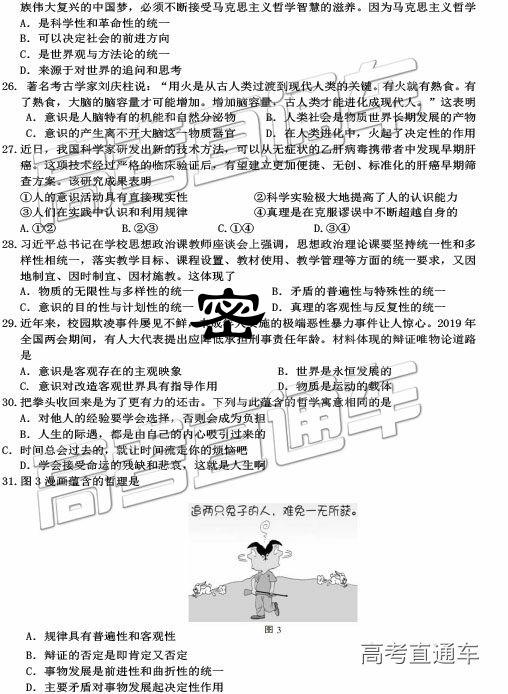 族伟大复兴的中国梦，必须不断接受马克思主义哲学智慧的滋养。因为马克思主义哲学
A. 是科学性和革命性的统一
B. 可以决定社会的前进方向
C. 是世界观与方法论的统一
D. 来源于对世界的追问和思考
26. 著名考古学家刘庆柱说：“用火是从古人类过渡到现代人类的关键。有火就有熟食。有
了熟食，大脑的脑容量才可能增加。增加脑容量，古人类才能进化成现代人。”这表明
A. 意识是人脑特有的机能和自然分泌物 B. 人类社会是物质世界长期发展的产物
C. 意识的产生离不开大脑这一物质器官 D. 在人类进化中，火起了决定性的作用
27. 近日，我国科学家研发出新的技术方法，可以从无症状的乙肝病毒携带者中发现早期肝
癌。这项技术经过严格的临床验证后，有望建立更加便捷、无创、标准化的肝癌早期筛
查方案。该研究成果表明
①人的意识活动具有直接现实性 ②科学实验极大地提高了人的认识能力
③人们在实践中认识和利用规律 ④真理是在克服谬误中不断超越自身的
A. ①② B. ②③ C. ①④ D. ③④
28. 习近平总书记在学校思想政治课教师座谈会上强调，思想政治理论课要坚持统一性和多
样性相统一，落实教学目标、课程设置、教材使用、教学管理等方面的统一要求，又因
地制宜、因时制宜、因材施教。这体现了
A. 物质的无限性与多样性的统一 B. 矛盾的普遍性与特殊性的统一
C. 意识的目的性与计划性的统一 D. 真理的客观性与反复性的统一
密
29. 近年来，校园欺凌事件屡见不鲜，施的极端恶性暴力事件让人惊心。2019 年
全国两会期间，有人大代表提出应降低承担刑事责任年龄。材料体现的辩证唯物论道路
是
A. 意识是客观存在的主观映象 B. 世界是永恒发展的
C. 意识对改造客观世界具有指导作用 D. 物质是运动的载体
30. 把拳头收回来是为了更有力的还击。下列与此蕴含的哲学寓意相同的是
A. 对他人的经验要学会选择，否则会成为负担
B. 人生的际遇，都是由自己的内心吸引过来的
C. 时间总会过去的，就让时间流走你的烦恼吧
D. 学会接受命运的残缺和悲哀，这就是人生啊
31. 图 3 漫画蕴含的哲理是
追两只兔子的人，难免一无所获。
图 3
A. 规律具有普遍性和客观性
B. 辩证的否定是即肯定又否定
C. 事物发展是前进性和曲折性的统一
D. 主要矛盾对事物发展起决定性作用
高考直通车
高考直通车
高考直通车
高考直通车